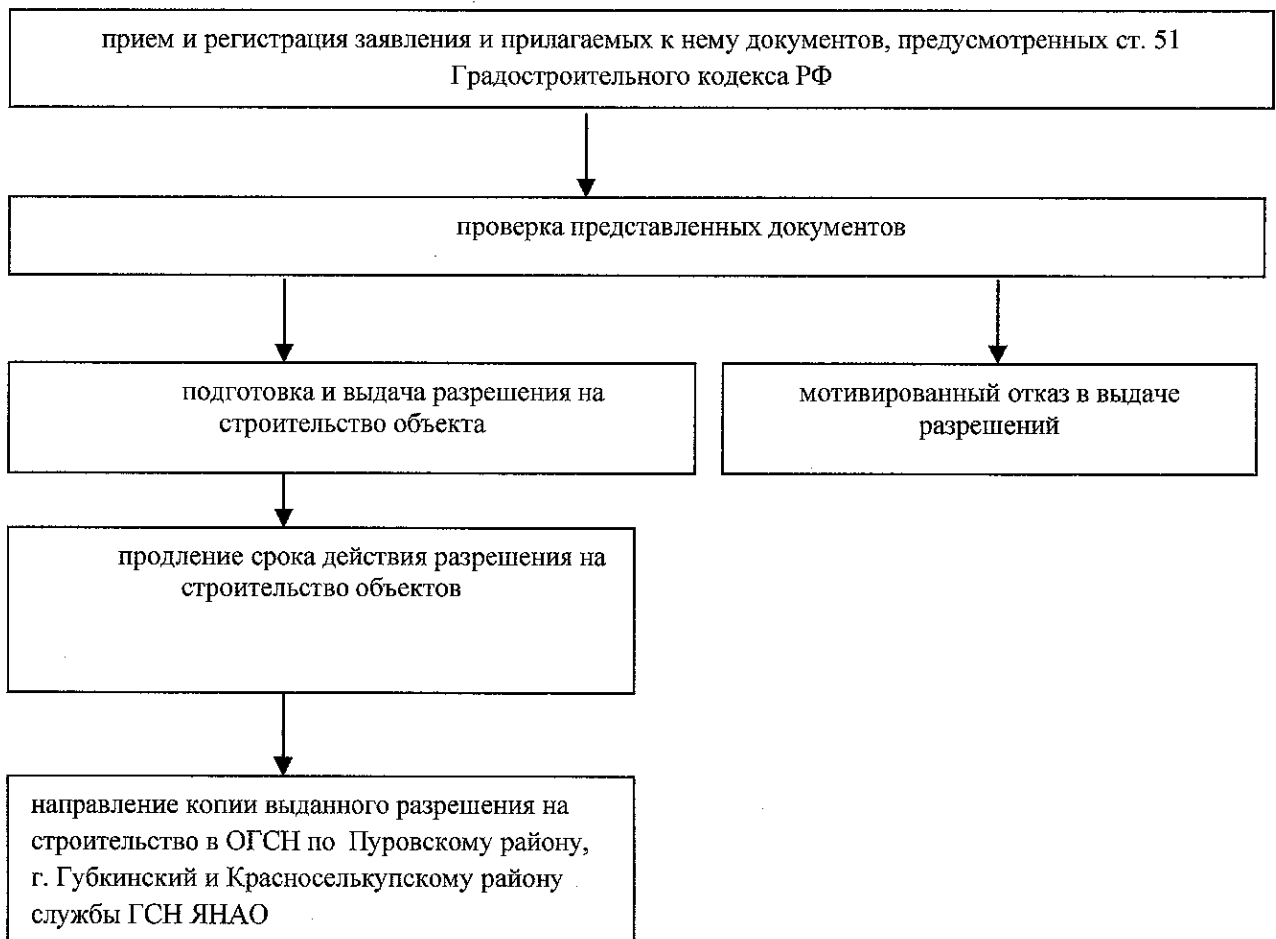 прием и регистрация заявления и прилагаемых к нему документов, предусмотренных ст. 51
Градостроительного кодекса РФ
проверка представленных документов
подготовка и выдача разрешения на
строительство объекта
мотивированный отказ в выдаче
разрешений
продление срока действия разрешения на
строительство объектов
направление копии выданного разрешения на
строительство в ОГСН по Пуровскому району,
г. Губкинский и Красноселькупскому району
службы ГСН ЯНАО